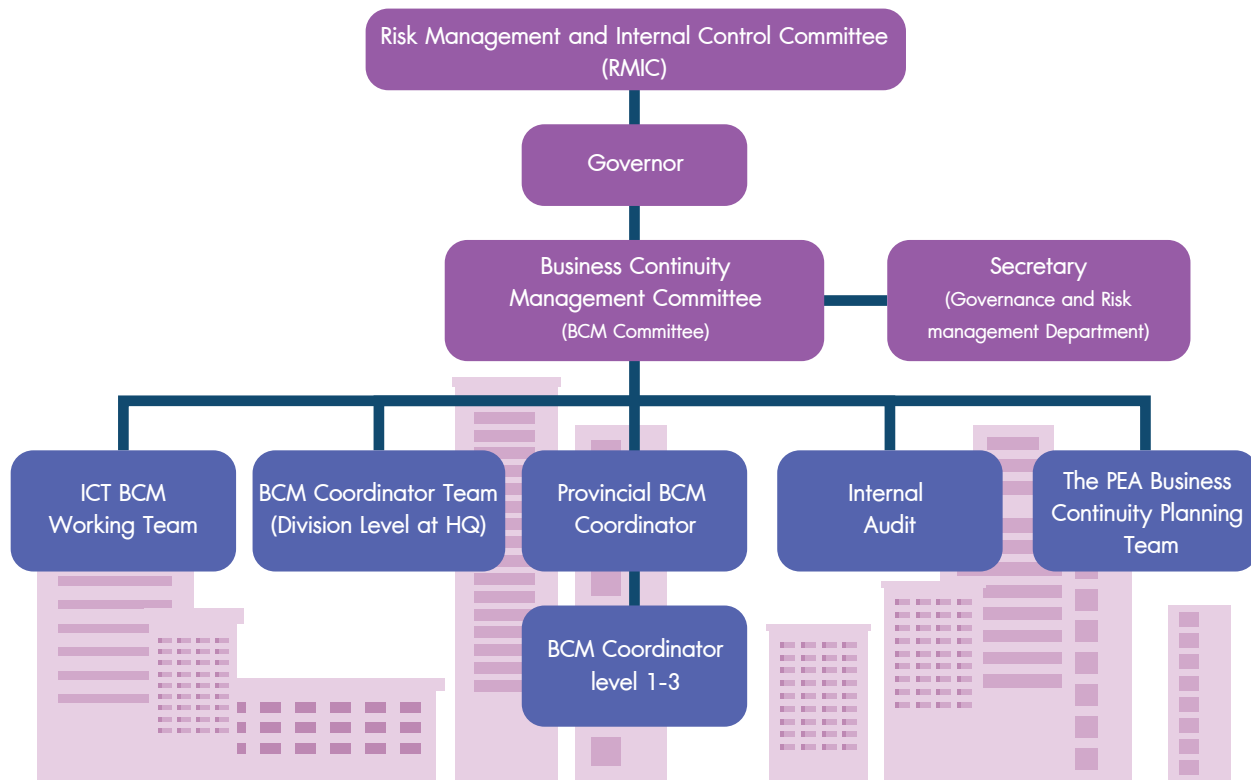 Risk Management and Internal Control Committee
(RMIC)
Governor
Business Continuity
Management Committee
(BCM Committee)
Secretary
(Governance and Risk
management Department)
ICT BCM
Working Team
BCM Coordinator Team
(Division Level at HQ)
Provincial BCM
Coordinator
Internal
Audit
The PEA Business
Continuity Planning
Team
BCM Coordinator
level 1-3